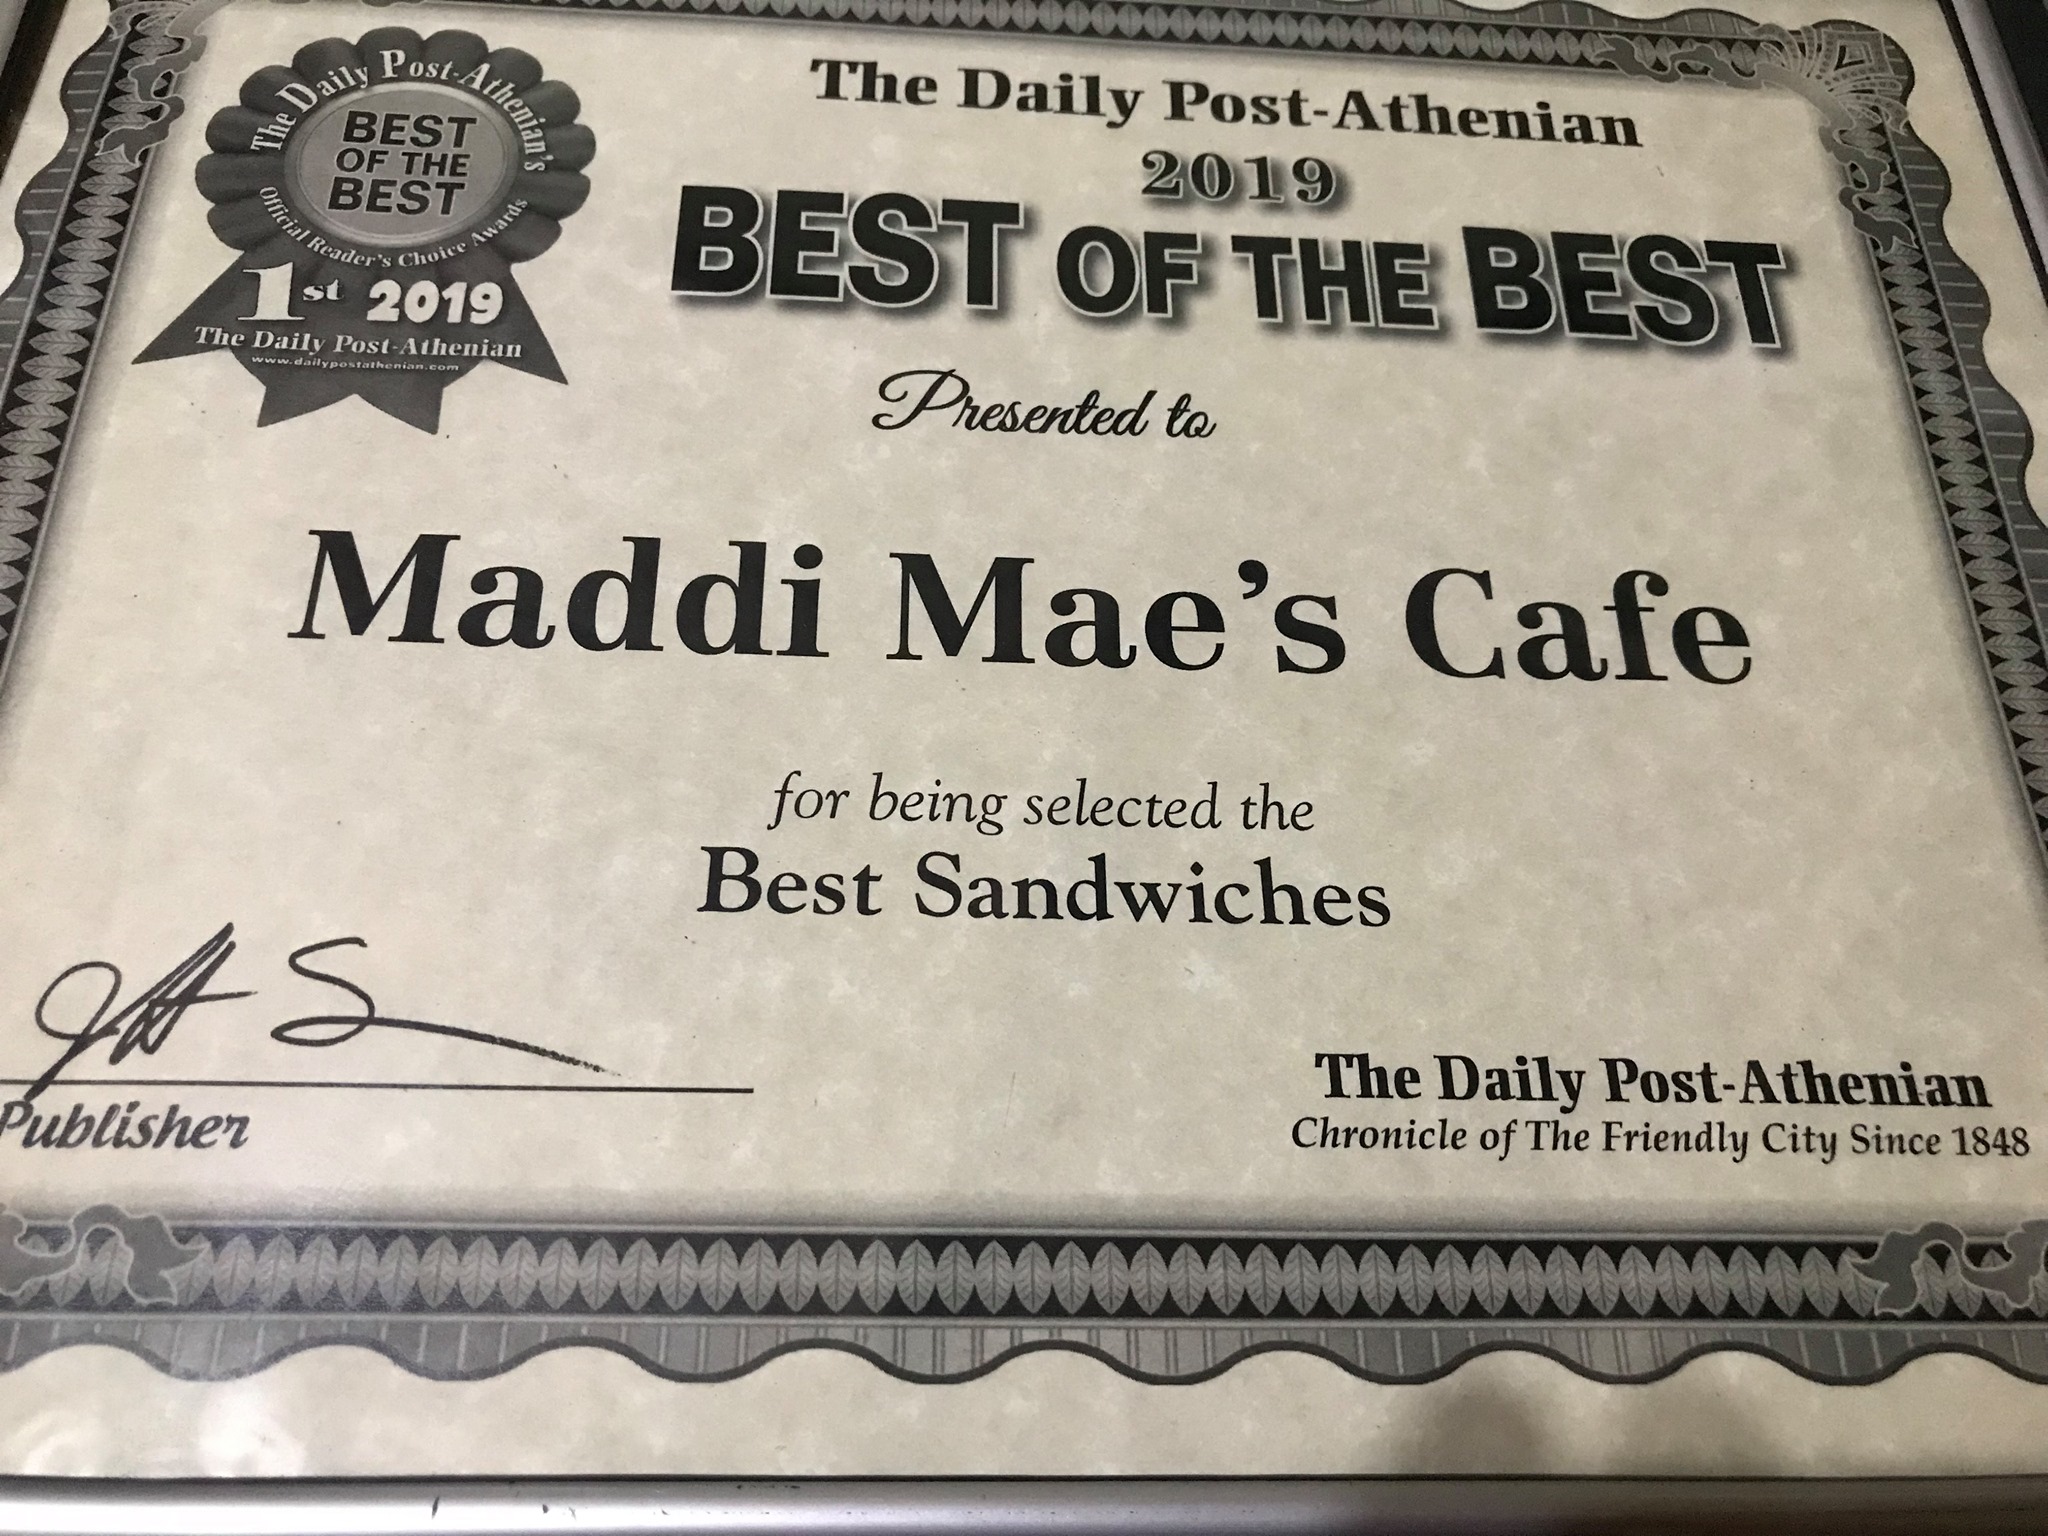 The Daily Post-Athenian's
BEST
OF THE
BEST
Official Reader's Choice Awards
1st 2019
The Daily Post-Athenian
www.dailypostathenian.com
The Daily Post-Athenian
2019
BEST OF THE BEST
Presented to
Maddi Mae's Cafe
for being selected the
Best Sandwiches
Publisher
The Daily Post-Athenian
Chronicle of The Friendly City Since 1848